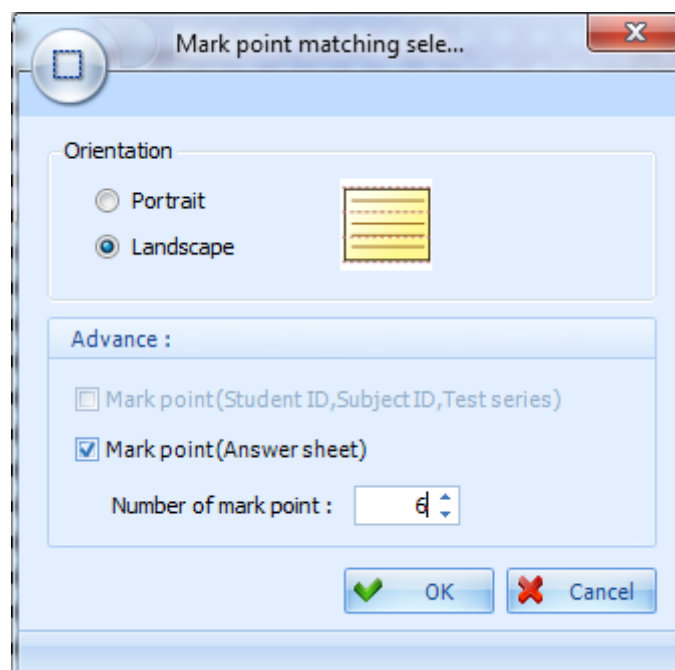 Mark point matching sele...
Orientation
Portrait
Landscape
Advance :
Mark point(Student ID,Subject ID,Test series)
Mark point(Answer sheet)
Number of mark point : 6
OK Cancel